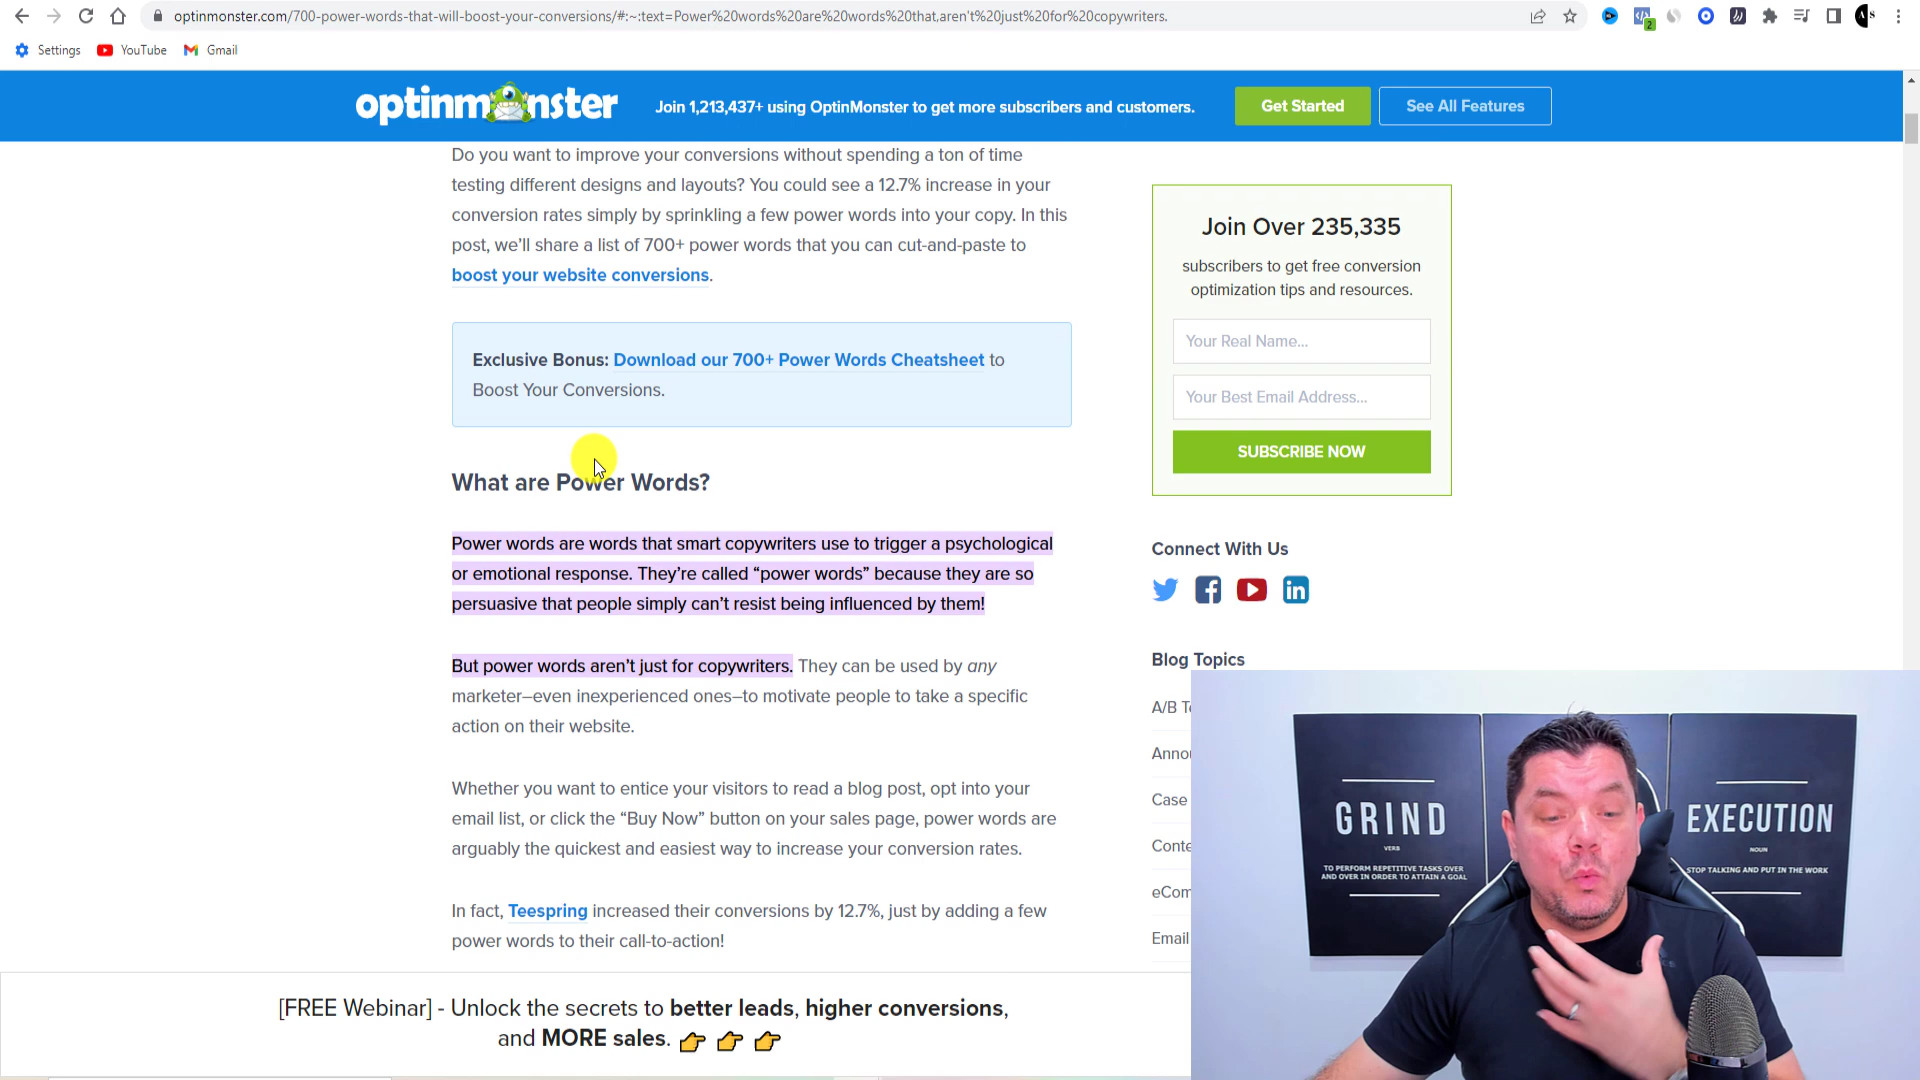 optinmonster.com/700-power-words-that-will-boost-your-conversions/#:~:text=Power%20words%20are%20words%20that,aren't%20just%20for%20copywriters.
2
Settings
YouTube
Gmail
optinmonster
Join 1,213,437+ using OptinMonster to get more subscribers and customers.
Get Started
See All Features
Do you want to improve your conversions without spending a ton of time
testing different designs and layouts? You could see a 12.7% increase in your
conversion rates simply by sprinkling a few power words into your copy. In this
post, we'll share a list of 700+ power words that you can cut-and-paste to
boost your website conversions.
Exclusive Bonus: Download our 700+ Power Words Cheatsheet to
Boost Your Conversions.
What are Power Words?
Power words are words that smart copywriters use to trigger a psychological
or emotional response. They're called “power words” because they are so
persuasive that people simply can't resist being influenced by them!
But power words aren't just for copywriters. They can be used by any
marketer–even inexperienced ones–to motivate people to take a specific
action on their website.
Whether you want to entice your visitors to read a blog post, opt into your
email list, or click the “Buy Now” button on your sales page, power words are
arguably the quickest and easiest way to increase your conversion rates.
In fact, Teespring increased their conversions by 12.7%, just by adding a few
power words to their call-to-action!
Join Over 235,335
subscribers to get free conversion
optimization tips and resources.
Your Real Name...
Your Best Email Address...
SUBSCRIBE NOW
Connect With Us
Blog Topics
A/B Te
Anno
Case
Conte
eCom
Email
GRIND
VERB
TO PERFORM REPETITIVE TASKS OVER
AND OVER IN ORDER TO ATTAIN A GOAL
EXECUTION
NOUN
STOP TALKING AND PUT IN THE WORK
[FREE Webinar] - Unlock the secrets to better leads, higher conversions,
and MORE sales. 👉 👉 👉